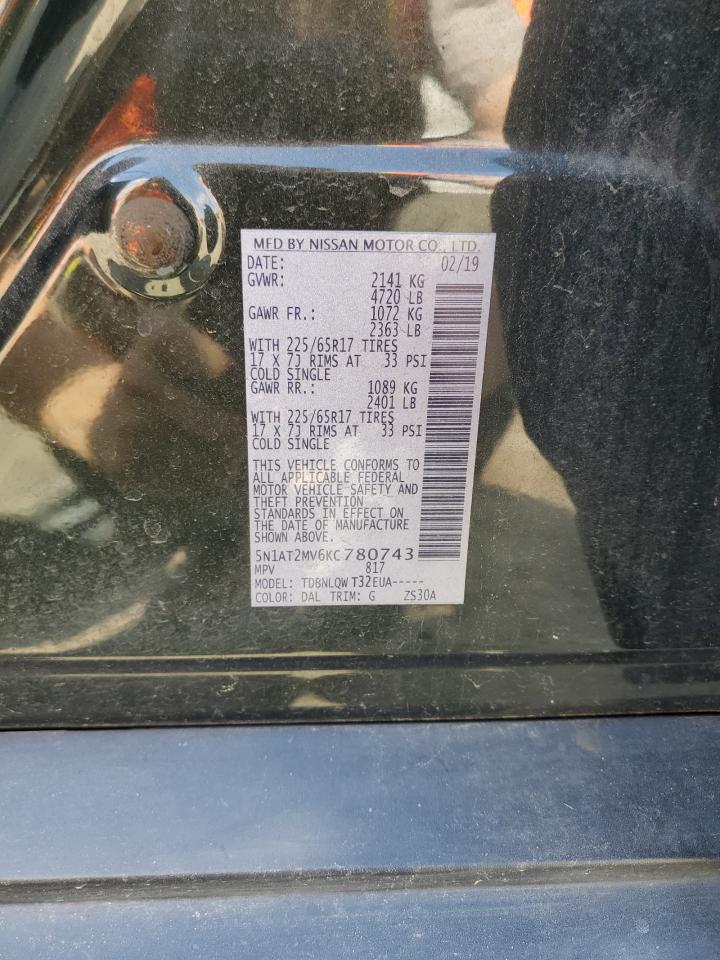 MFD BY NISSAN MOTOR CO., LTD.
DATE: 02/19
GVWR: 2141 KG
4720 LB
GAWR FR.: 1072 KG
2363 LB
WITH 225/65R17 TIRES
17 X 7J RIMS AT 33 PSI
COLD SINGLE
GAWR RR.: 1089 KG
2401 LB
WITH 225/65R17 TIRES
17 X 7J RIMS AT 33 PSI
COLD SINGLE
THIS VEHICLE CONFORMS TO
ALL APPLICABLE FEDERAL
MOTOR VEHICLE SAFETY AND
THEFT PREVENTION
STANDARDS IN EFFECT ON
THE DATE OF MANUFACTURE
SHOWN ABOVE.
5N1AT2MV6KC780743
MPV 817
MODEL: TDBNLQW T32EUA-----
COLOR: DAL TRIM: G ZS30A